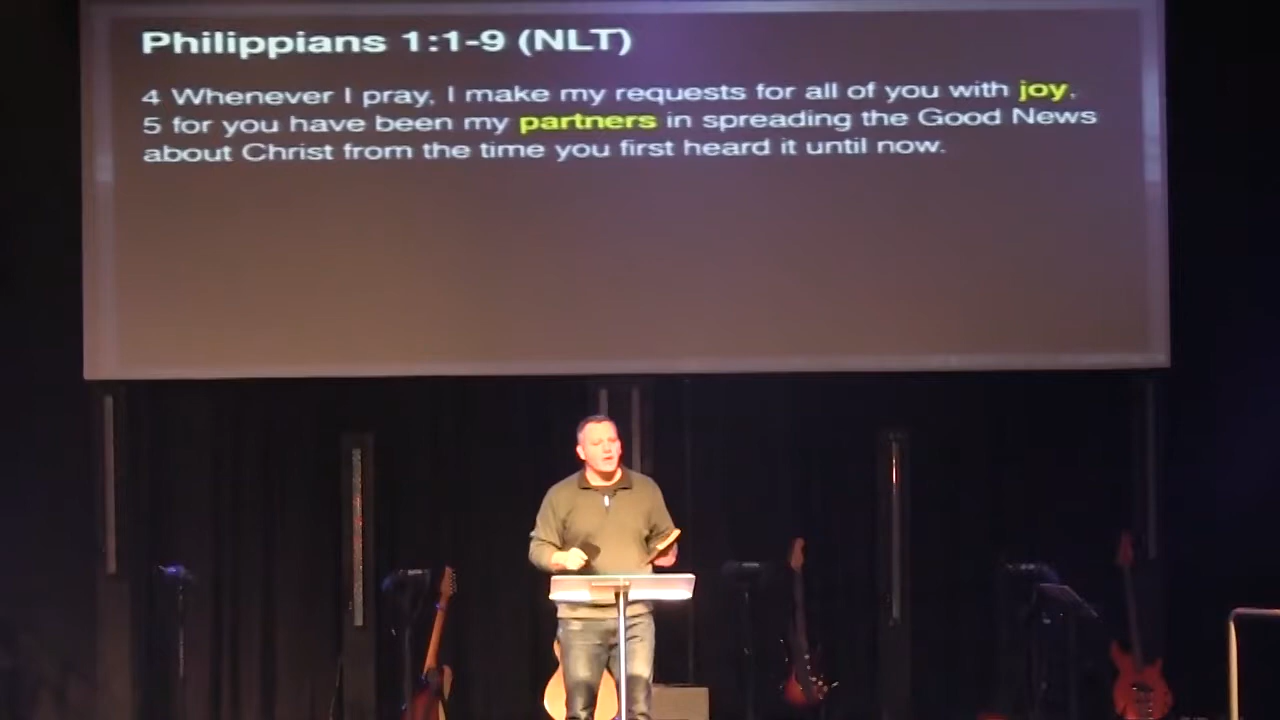 Philippians 1:1-9 (NLT)
4 Whenever I pray, I make my requests for all of you with joy,
5 for you have been my partners in spreading the Good News
about Christ from the time you first heard it until now.